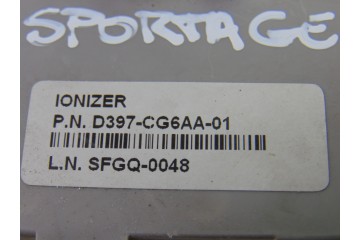 SPORTAGE
IONIZER
P.N. D397-CG6AA-01
L.N. SFGQ-0048